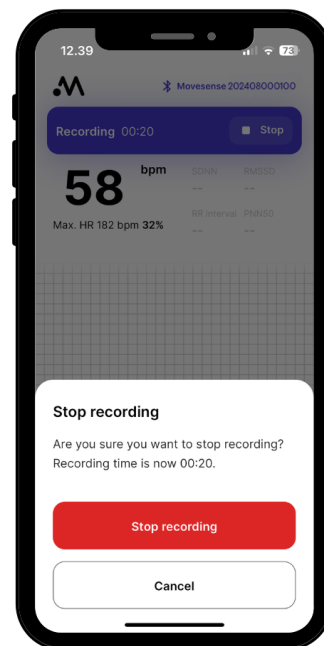 12.39
73
Movesense 202408000100
Recording 00:20
Stop
58 bpm
SDNN RMSSD
-- --
RR interval PNN50
-- --
Max. HR 182 bpm 32%
Stop recording
Are you sure you want to stop recording?
Recording time is now 00:20.
Stop recording
Cancel